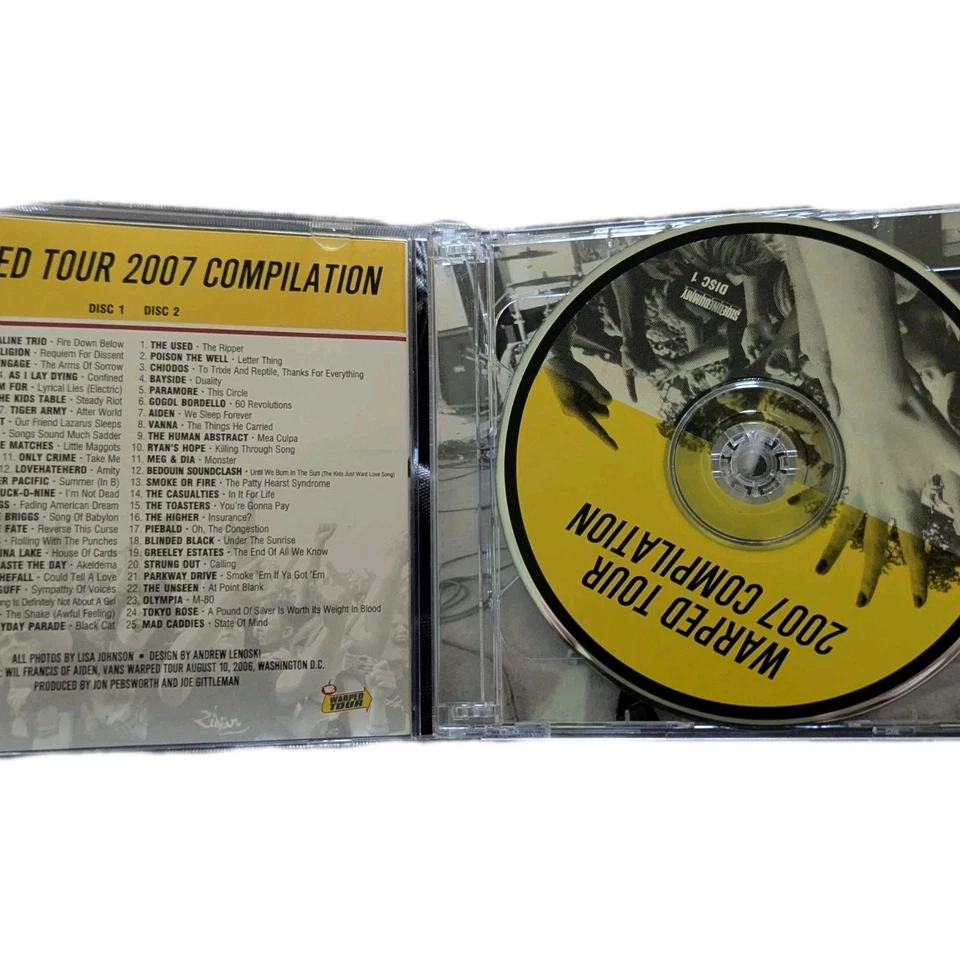 ED TOUR 2007 COMPILATION
DISC 1 DISC 2
ALINE TRIO - Fire Down Below
LIGION - Requiem For Dissent
ENGAGE - The Arms Of Sorrow
4. AS I LAY DYING - Confined
M FOR - Lyrical Lies (Electric)
HE KIDS TABLE - Steady Riot
7. TIGER ARMY - After World
T - Our Friend Lazarus Sleeps
- Songs Sound Much Sadder
E MATCHES - Little Maggots
11. ONLY CRIME - Take Me
12. LOVEHATEHERO - Amity
ER PACIFIC - Summer (In B)
UCK-O-NINE - I'm Not Dead
GS - Fading American Dream
E BRIGGS - Song Of Babylon
E FATE - Reverse This Curse
S - Rolling With The Punches
INA LAKE - House Of Cards
ASTE THE DAY - Akeldema
HEFALL - Could Tell A Love
GUFF - Sympathy Of Voices
ng Is Definitely Not About A Girl
- The Shake (Awful Feeling)
YDAY PARADE - Black Cat
1. THE USED - The Ripper
2. POISON THE WELL - Letter Thing
3. CHIODOS - To Trixie And Reptile, Thanks For Everything
4. BAYSIDE - Duality
5. PARAMORE - This Circle
6. GOGOL BORDELLO - 60 Revolutions
7. AIDEN - We Sleep Forever
8. VANNA - The Things He Carried
9. THE HUMAN ABSTRACT - Mea Culpa
10. RYAN'S HOPE - Killing Through Song
11. MEG & DIA - Monster
12. BEDOUIN SOUNDCLASH - Until We Burn In The Sun (The Kids Just Want Love Song)
13. SMOKE OR FIRE - The Patty Hearst Syndrome
14. THE CASUALTIES - In It For Life
15. THE TOASTERS - You're Gonna Pay
16. THE HIGHER - Insurance?
17. PIEBALD - Oh, The Congestion
18. BLINDED BLACK - Under The Sunrise
19. GREELEY ESTATES - The End Of All We Know
20. STRUNG OUT - Calling
21. PARKWAY DRIVE - Smoke 'Em If Ya Got 'Em
22. THE UNSEEN - At Point Blank
23. OLYMPIA - M-80
24. TOKYO ROSE - A Pound Of Silver Is Worth Its Weight In Blood
25. MAD CADDIES - State Of Mind
ALL PHOTOS BY LISA JOHNSON • DESIGN BY ANDREW LENOSKI
: WIL FRANCIS OF AIDEN, VANS WARPED TOUR AUGUST 10, 2006, WASHINGTON D.C.
PRODUCED BY JON PEBSWORTH AND JOE GITTLEMAN
WARPED
TOUR
SIDEONEDUMMY
DISC 1
WARPED TOUR
2007 COMPILATION